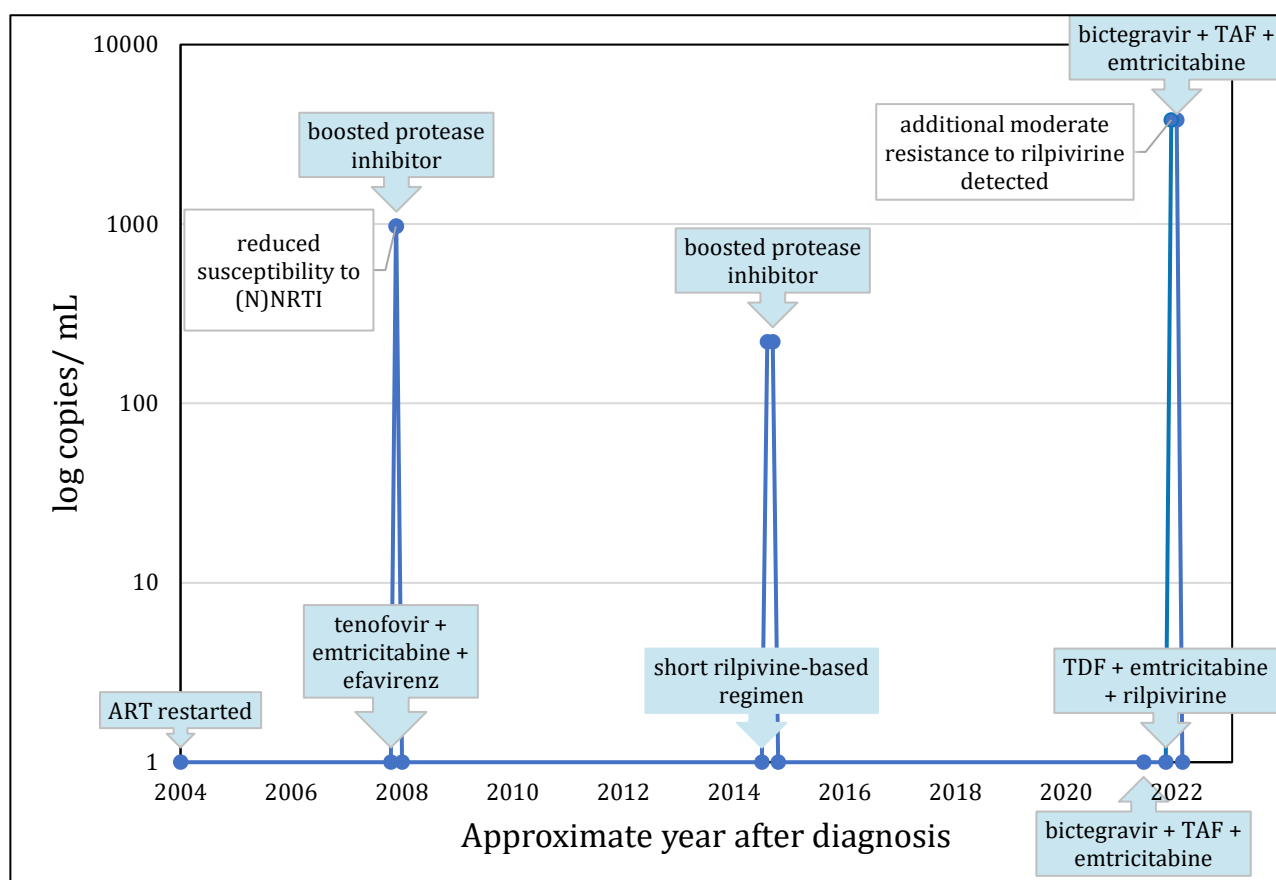 bictegravir + TAF +
emtricitabine
10000
boosted protease
inhibitor
additional moderate
resistance to rilpivirine
detected
1000
reduced
susceptibility to
(N)NRTI
boosted protease
inhibitor
log copies/ mL
100
10
tenofovir +
emtricitabine +
efavirenz
short rilpivine-based
regimen
TDF + emtricitabine
+ rilpivirine
ART restarted
1
2004 2006 2008 2010 2012 2014 2016 2018 2020 2022
Approximate year after diagnosis
bictegravir + TAF +
emtricitabine